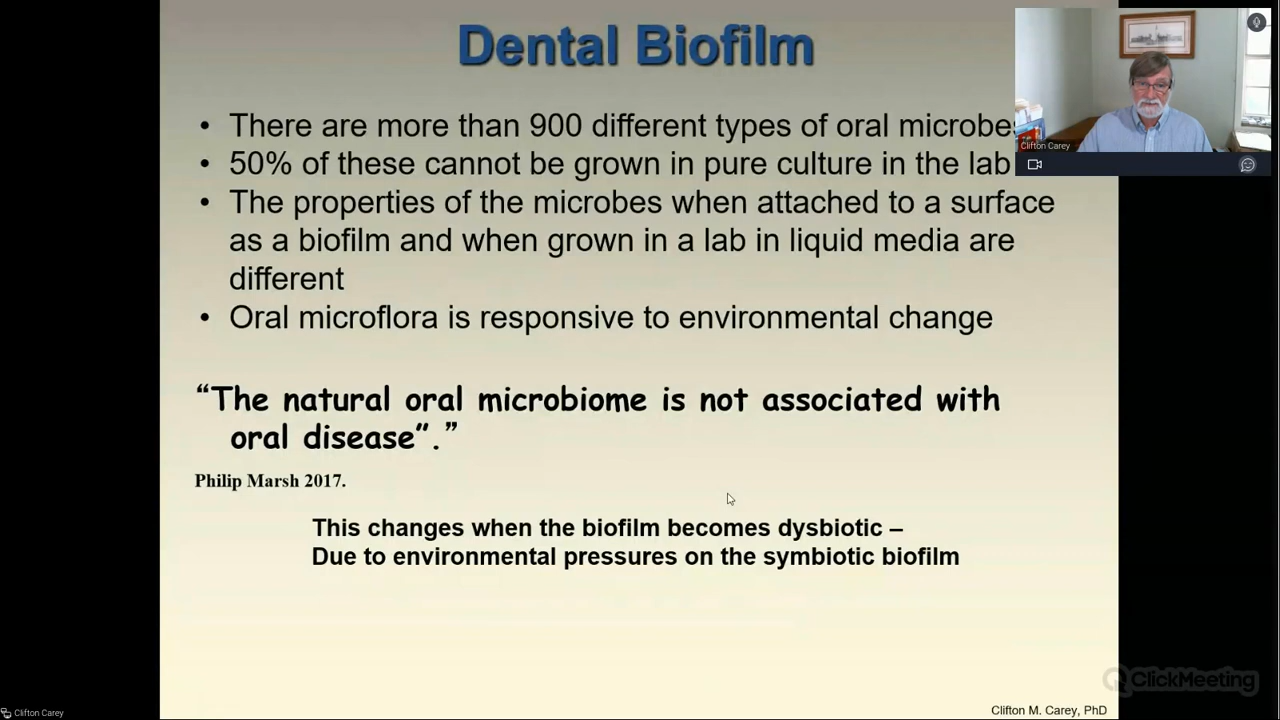 Dental Biofilm
• There are more than 900 different types of oral microbes
• 50% of these cannot be grown in pure culture in the lab
• The properties of the microbes when attached to a surface
as a biofilm and when grown in a lab in liquid media are
different
• Oral microflora is responsive to environmental change
“The natural oral microbiome is not associated with
oral disease”.”
Philip Marsh 2017.
This changes when the biofilm becomes dysbiotic –
Due to environmental pressures on the symbiotic biofilm
Clifton Carey
ClickMeeting
Clifton M. Carey, PhD
Clifton Carey